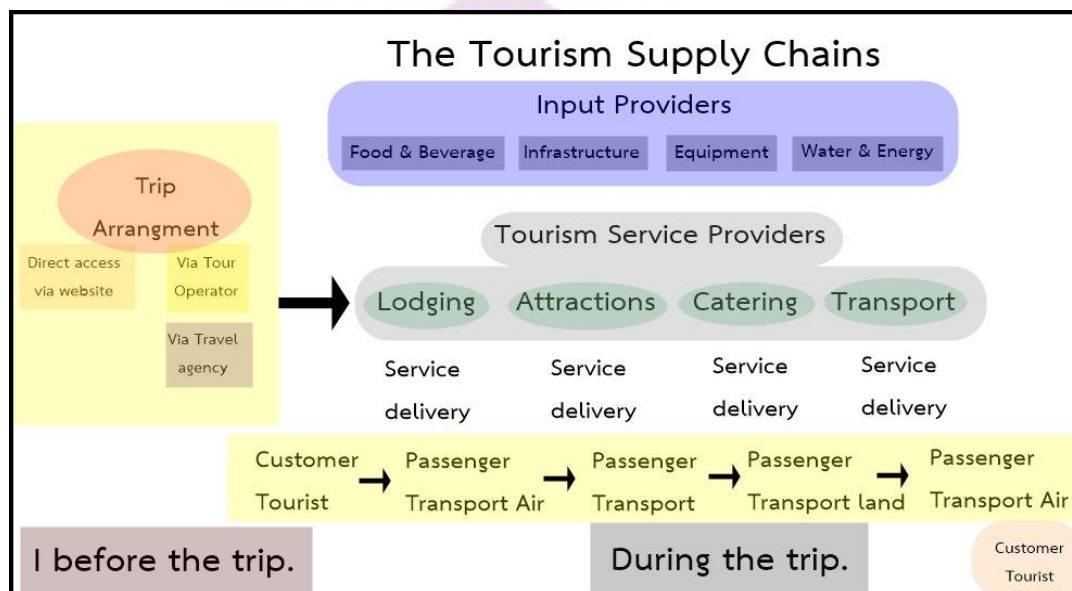 The Tourism Supply Chains
Input Providers
Food & Beverage Infrastructure Equipment Water & Energy
Trip
Arrangment
Direct access
via website
Via Tour
Operator
Via Travel
agency
Tourism Service Providers
Lodging Attractions Catering Transport
Service Service Service Service
delivery delivery delivery delivery
Customer Passenger Passenger Passenger Passenger
Tourist Transport Air Transport Transport land Transport Air
I before the trip.
During the trip.
Customer
Tourist